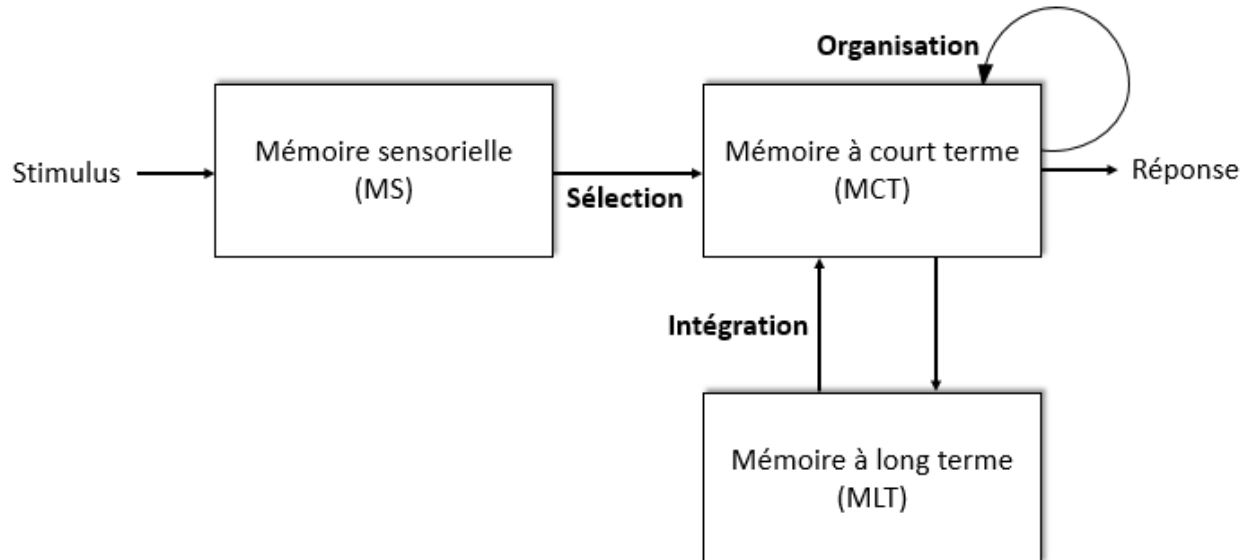 Organisation
Stimulus
Mémoire sensorielle
(MS)
Sélection
Mémoire à court terme
(MCT)
Réponse
Intégration
Mémoire à long terme
(MLT)